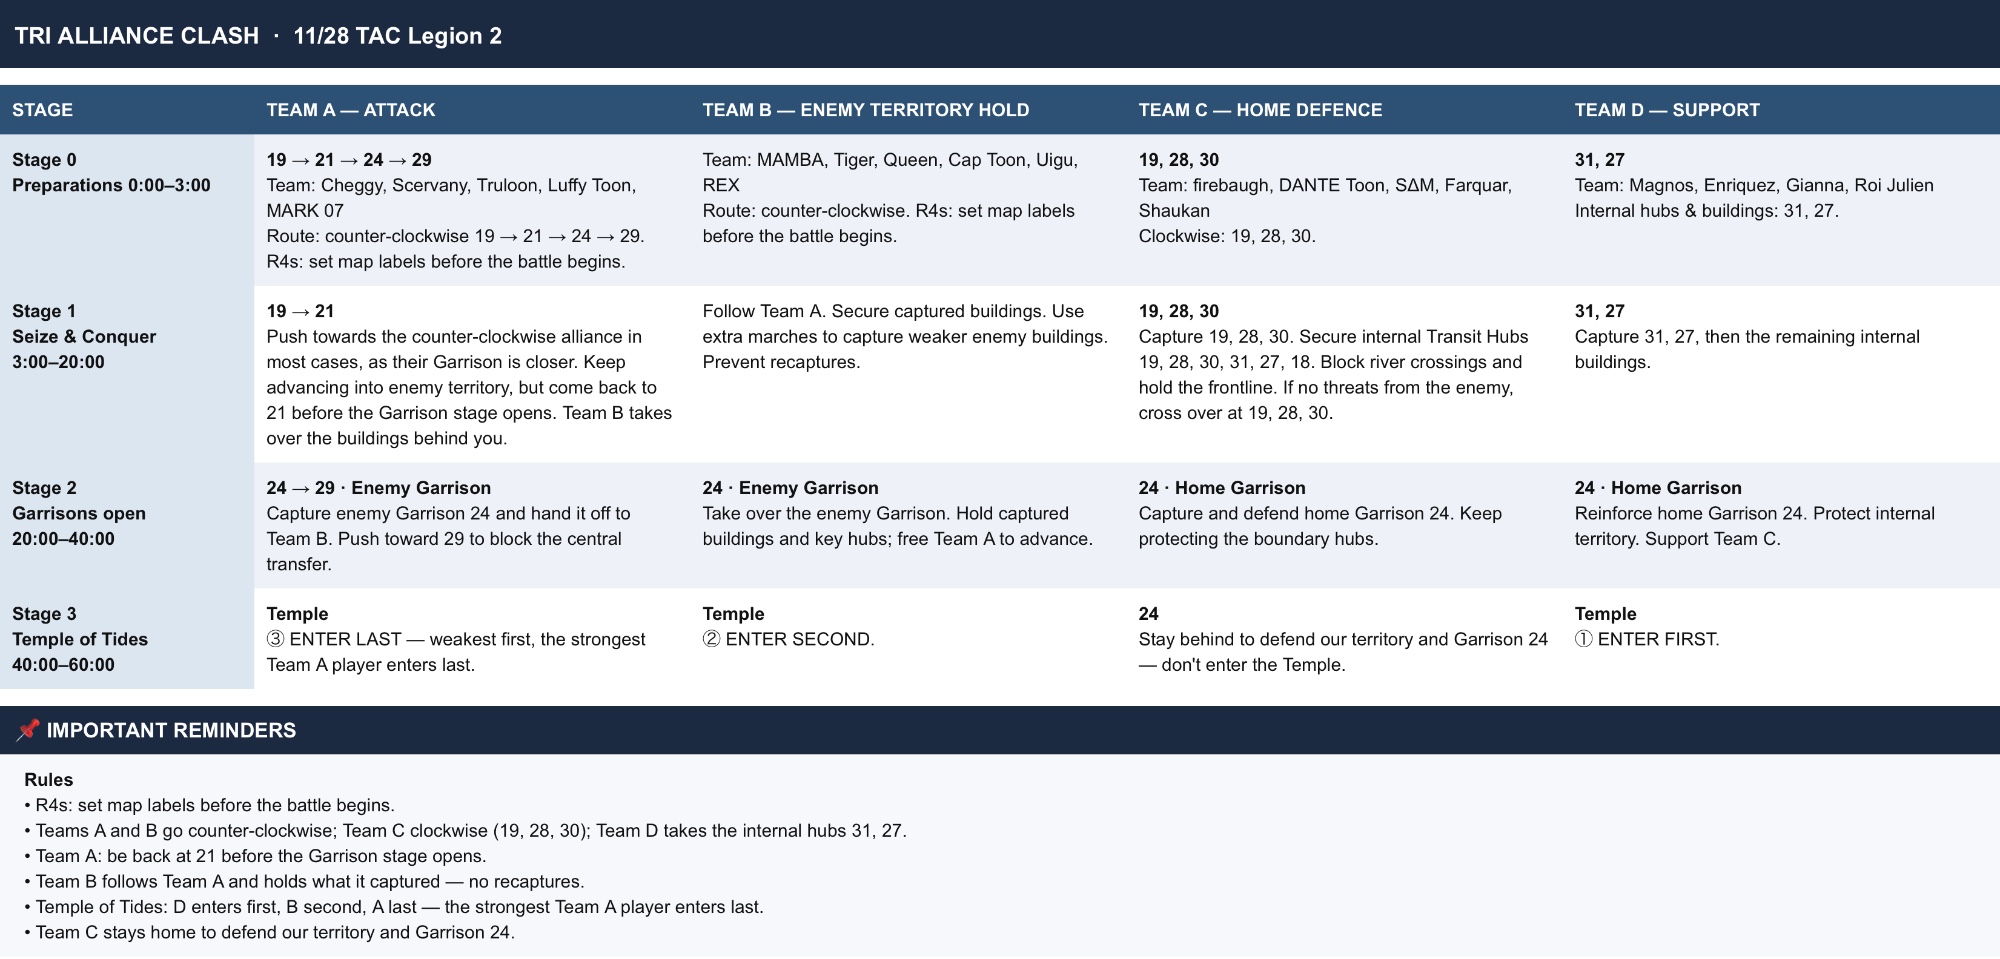 TRI ALLIANCE CLASH · 11/28 TAC Legion 2
STAGE
TEAM A — ATTACK
TEAM B — ENEMY TERRITORY HOLD
TEAM C — HOME DEFENCE
TEAM D — SUPPORT
Stage 0
Preparations 0:00–3:00
19 → 21 → 24 → 29
Team: Cheggy, Scervany, Truloon, Luffy Toon,
MARK 07
Route: counter-clockwise 19 → 21 → 24 → 29.
R4s: set map labels before the battle begins.
Team: MAMBA, Tiger, Queen, Cap Toon, Uigu,
REX
Route: counter-clockwise. R4s: set map labels
before the battle begins.
19, 28, 30
Team: firebaugh, DANTE Toon, SΔM, Farquar,
Shaukan
Clockwise: 19, 28, 30.
31, 27
Team: Magnos, Enriquez, Gianna, Roi Julien
Internal hubs & buildings: 31, 27.
Stage 1
Seize & Conquer
3:00–20:00
19 → 21
Push towards the counter-clockwise alliance in
most cases, as their Garrison is closer. Keep
advancing into enemy territory, but come back to
21 before the Garrison stage opens. Team B takes
over the buildings behind you.
Follow Team A. Secure captured buildings. Use
extra marches to capture weaker enemy buildings.
Prevent recaptures.
19, 28, 30
Capture 19, 28, 30. Secure internal Transit Hubs
19, 28, 30, 31, 27, 18. Block river crossings and
hold the frontline. If no threats from the enemy,
cross over at 19, 28, 30.
31, 27
Capture 31, 27, then the remaining internal
buildings.
Stage 2
Garrisons open
20:00–40:00
24 → 29 · Enemy Garrison
Capture enemy Garrison 24 and hand it off to
Team B. Push toward 29 to block the central
transfer.
24 · Enemy Garrison
Take over the enemy Garrison. Hold captured
buildings and key hubs; free Team A to advance.
24 · Home Garrison
Capture and defend home Garrison 24. Keep
protecting the boundary hubs.
24 · Home Garrison
Reinforce home Garrison 24. Protect internal
territory. Support Team C.
Stage 3
Temple of Tides
40:00–60:00
Temple
③ ENTER LAST — weakest first, the strongest
Team A player enters last.
Temple
② ENTER SECOND.
24
Stay behind to defend our territory and Garrison 24
— don't enter the Temple.
Temple
① ENTER FIRST.
📌 IMPORTANT REMINDERS
Rules
• R4s: set map labels before the battle begins.
• Teams A and B go counter-clockwise; Team C clockwise (19, 28, 30); Team D takes the internal hubs 31, 27.
• Team A: be back at 21 before the Garrison stage opens.
• Team B follows Team A and holds what it captured — no recaptures.
• Temple of Tides: D enters first, B second, A last — the strongest Team A player enters last.
• Team C stays home to defend our territory and Garrison 24.